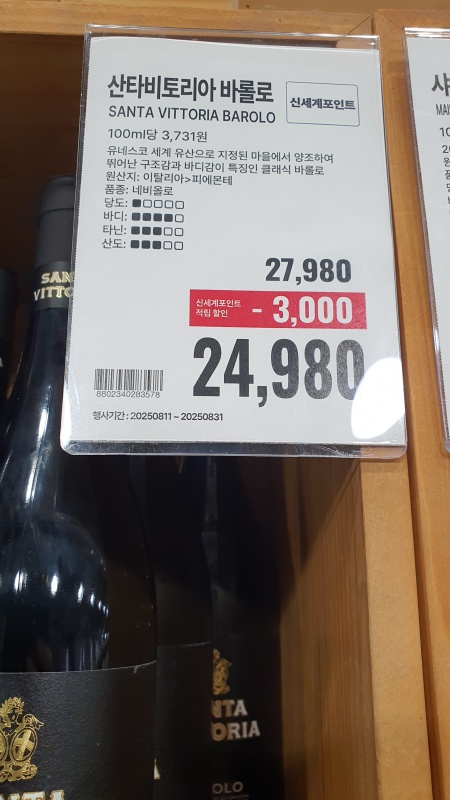 산타비토리아 바롤로
SANTA VITTORIA BAROLO
신세계포인트
100ml당 3,731원
유네스코 세계 유산으로 지정된 마을에서 양조하여
뛰어난 구조감과 바디감이 특징인 클래식 바롤로
원산지: 이탈리아>피에몬테
품종: 네비올로
당도: ■□□□□
바디: ■■■■□
타닌: ■■■□□
산도: ■■■□□
27,980
신세계포인트
적립 할인
- 3,000
24,980
8802340283578
행사기간 : 20250811 ~ 20250831
SAN
VITTO
NTA
ORIA
OLO
NTA
샤